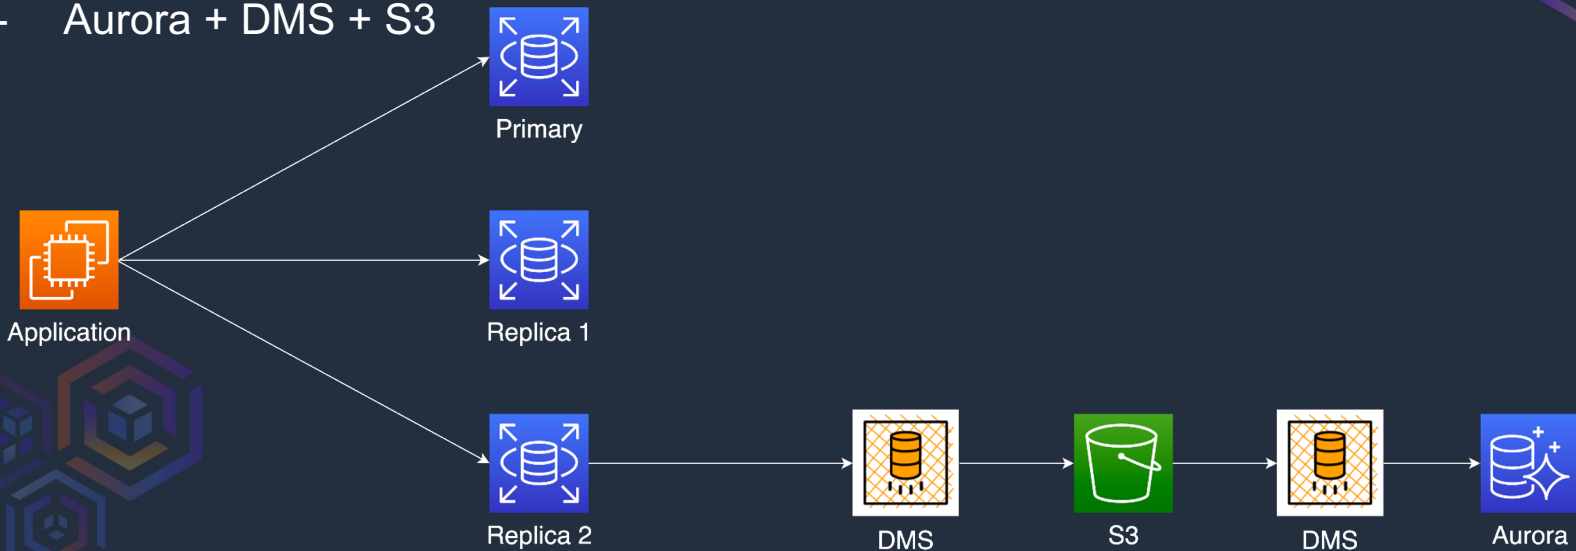 - Aurora + DMS + S3
Primary
Application
Replica 1
Replica 2
DMS
S3
DMS
Aurora